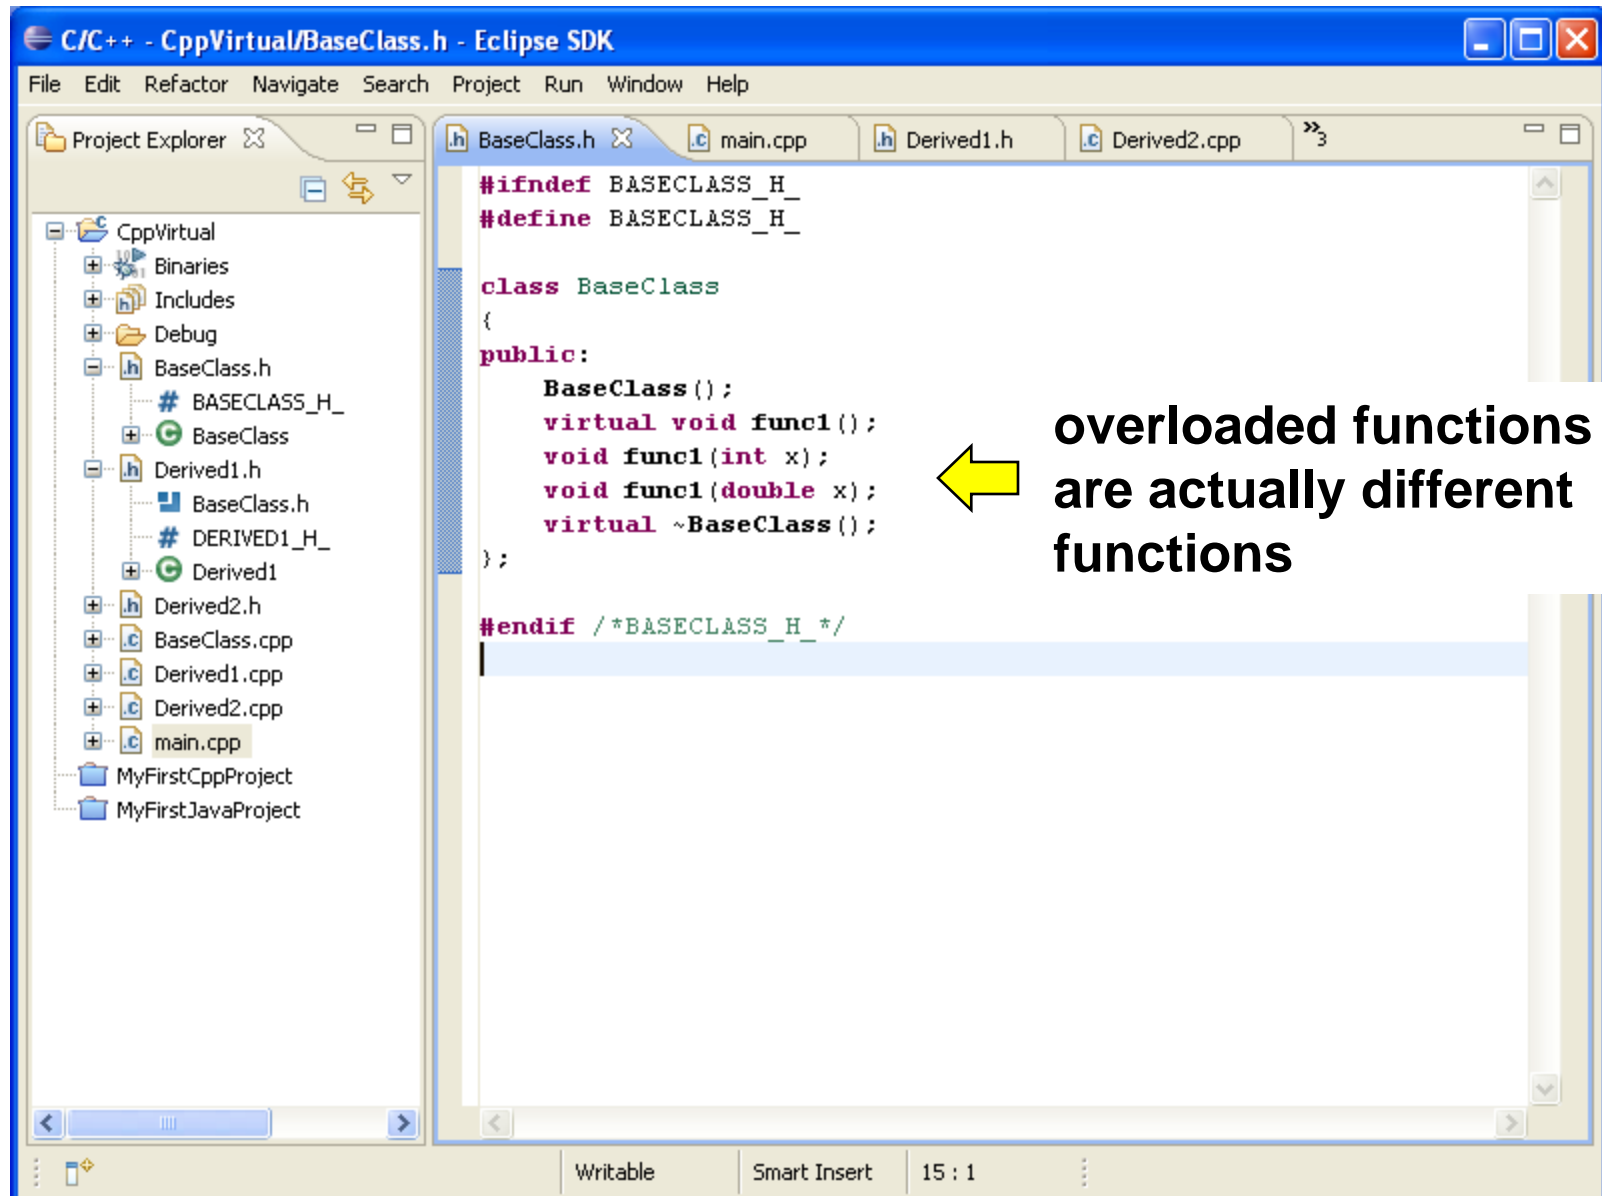 C/C++ - CppVirtual/BaseClass.h - Eclipse SDK
File Edit Refactor Navigate Search Project Run Window Help
Project Explorer
BaseClass.h main.cpp Derived1.h Derived2.cpp »3
CppVirtual
Binaries
Includes
Debug
BaseClass.h
# BASECLASS_H_
BaseClass
Derived1.h
BaseClass.h
# DERIVED1_H_
Derived1
Derived2.h
BaseClass.cpp
Derived1.cpp
Derived2.cpp
main.cpp
MyFirstCppProject
MyFirstJavaProject
#ifndef BASECLASS_H_
#define BASECLASS_H_
class BaseClass
{
public:
BaseClass();
virtual void func1();
void func1(int x);
void func1(double x);
virtual ~BaseClass();
};
#endif /*BASECLASS_H_*/
overloaded functions
are actually different
functions
Writable Smart Insert 15 : 1